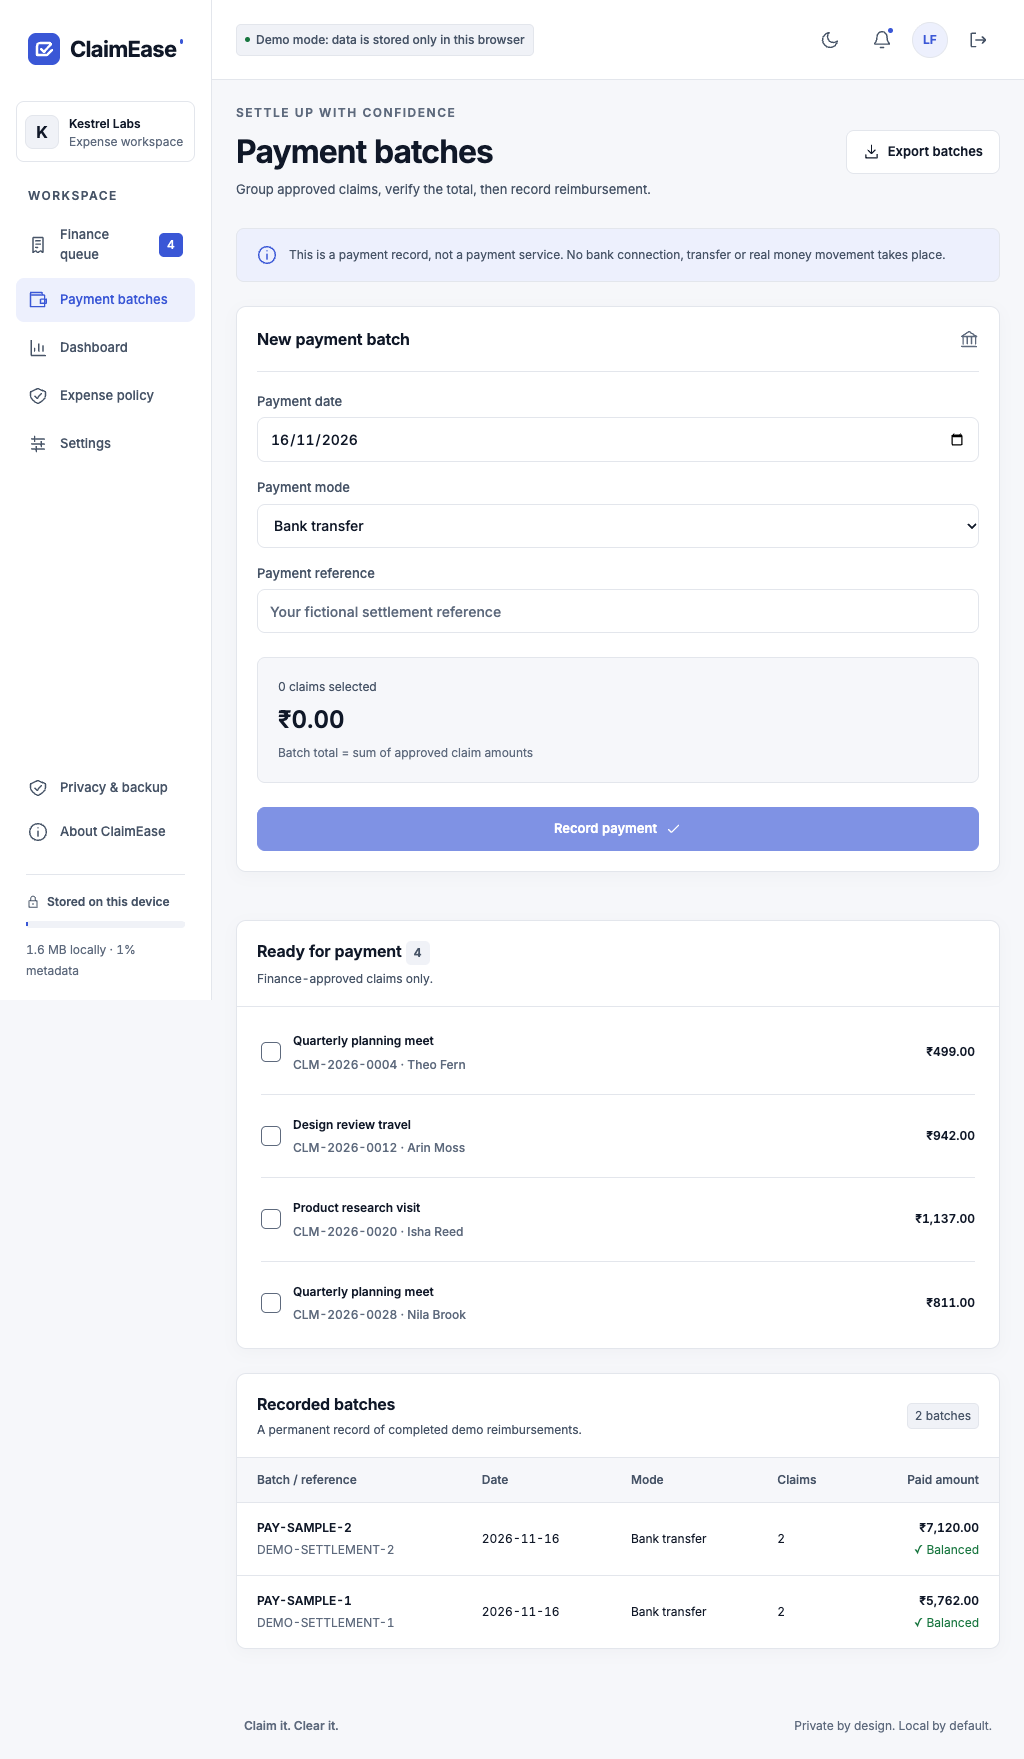 ClaimEase
K
Kestrel Labs
Expense workspace
WORKSPACE
Finance
queue
4
Payment batches
Dashboard
Expense policy
Settings
Privacy & backup
About ClaimEase
Stored on this device
1.6 MB locally · 1%
metadata
Demo mode: data is stored only in this browser
LF
SETTLE UP WITH CONFIDENCE
Payment batches
Group approved claims, verify the total, then record reimbursement.
Export batches
This is a payment record, not a payment service. No bank connection, transfer or real money movement takes place.
New payment batch
Payment date
16/11/2026
Payment mode
Bank transfer
Payment reference
Your fictional settlement reference
0 claims selected
₹0.00
Batch total = sum of approved claim amounts
Record payment ✓
Ready for payment 4
Finance-approved claims only.
Quarterly planning meet
CLM-2026-0004 · Theo Fern
₹499.00
Design review travel
CLM-2026-0012 · Arin Moss
₹942.00
Product research visit
CLM-2026-0020 · Isha Reed
₹1,137.00
Quarterly planning meet
CLM-2026-0028 · Nila Brook
₹811.00
Recorded batches
A permanent record of completed demo reimbursements.
2 batches
Batch / reference Date Mode Claims Paid amount
PAY-SAMPLE-2
DEMO-SETTLEMENT-2
2026-11-16 Bank transfer 2
₹7,120.00
✓ Balanced
PAY-SAMPLE-1
DEMO-SETTLEMENT-1
2026-11-16 Bank transfer 2
₹5,762.00
✓ Balanced
Claim it. Clear it.
Private by design. Local by default.